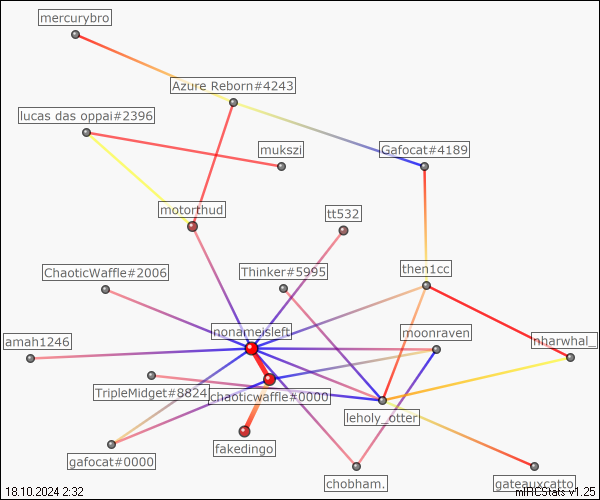 mercurybro
Azure Reborn#4243
lucas das oppai#2396
mukszi
Gafocat#4189
motorthud
tt532
ChaoticWaffle#2006
Thinker#5995
then1cc
nonameisleft
moonraven
amah1246
nharwhal_
TripleMidget#8824
chaoticwaffle#0000
leholy_otter
fakedingo
gafocat#0000
chobham.
gateauxcatto
18.10.2024 2:32
mIRCStats v1.25